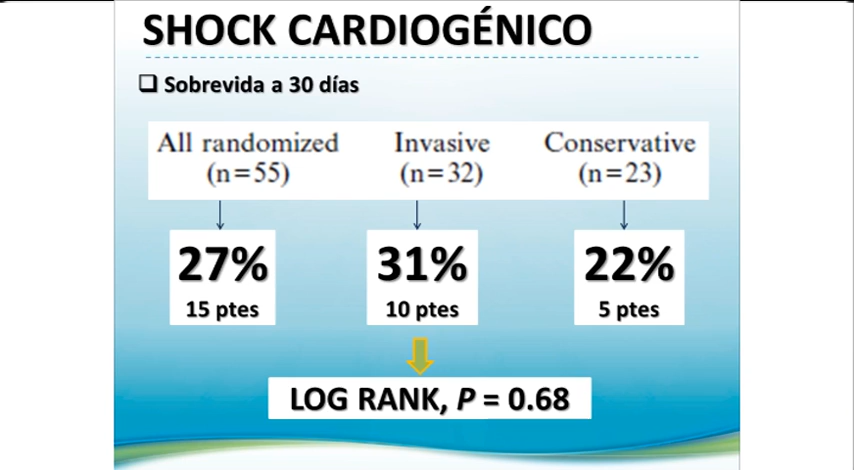 SHOCK CARDIOGÉNICO
❑ Sobrevida a 30 días
All randomized Invasive Conservative
(n=55) (n=32) (n=23)
27% 31% 22%
15 ptes 10 ptes 5 ptes
LOG RANK, P = 0.68